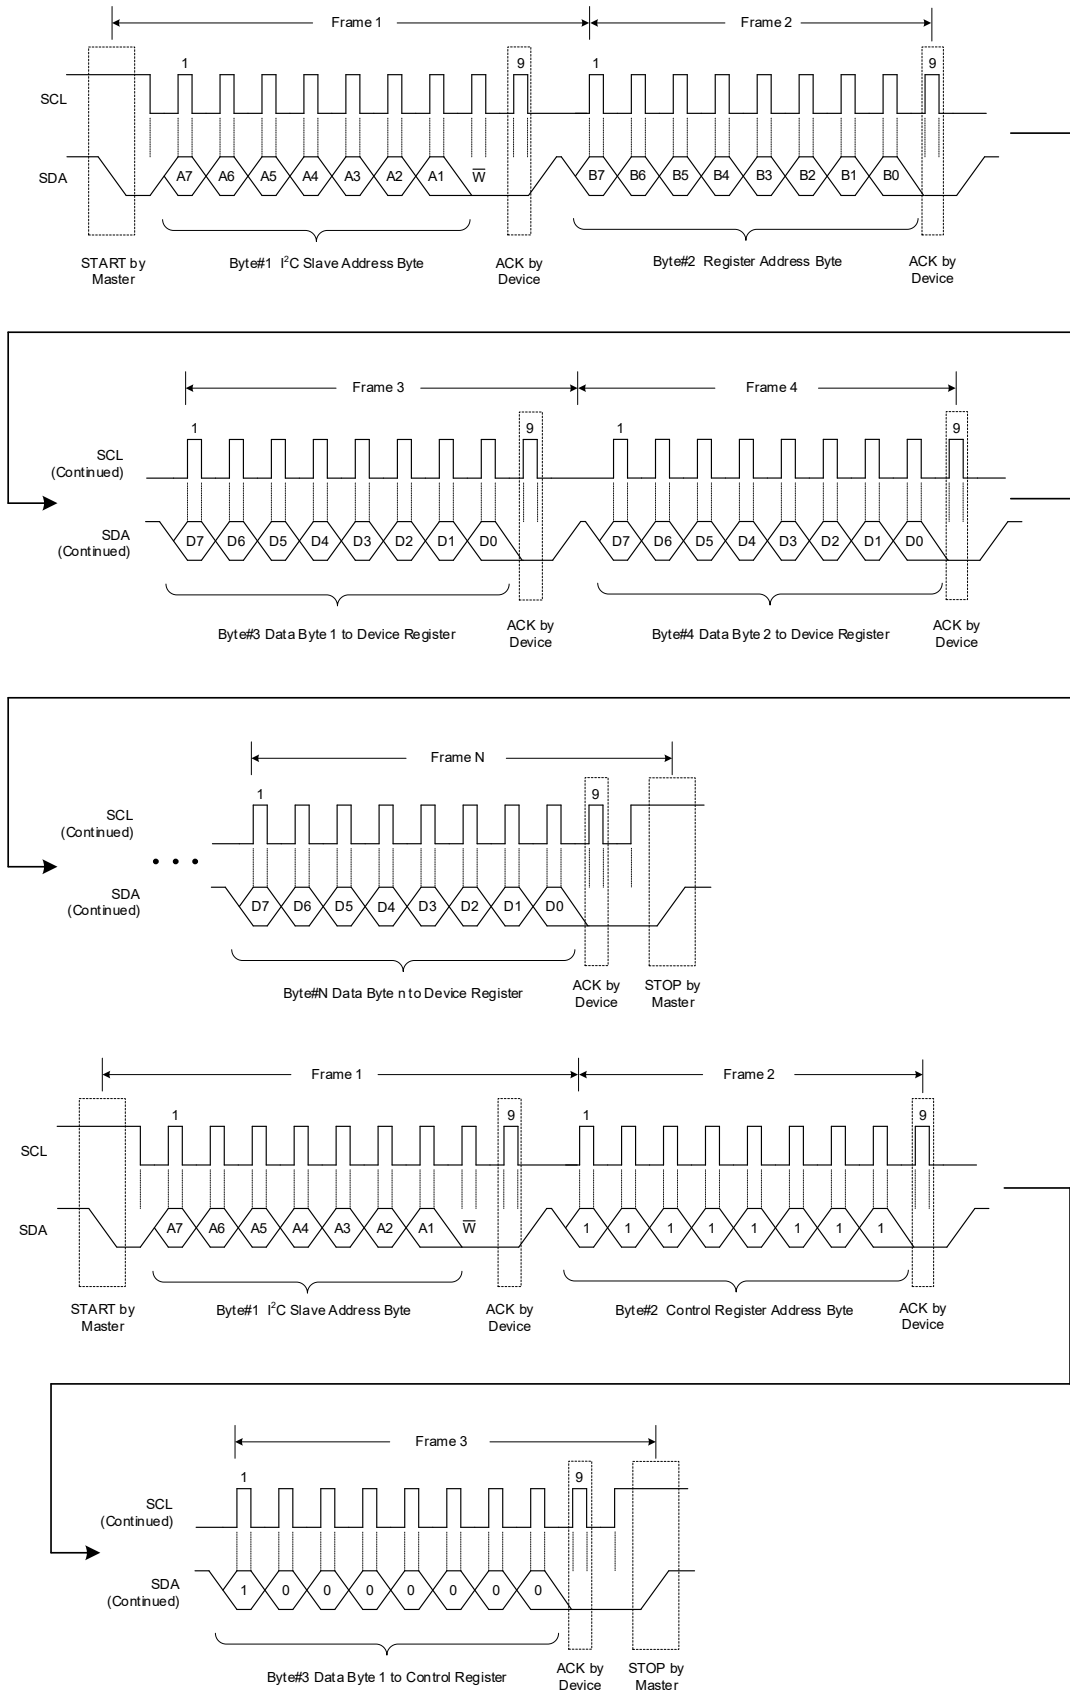 Frame 1 Frame 2
1 9 1 9
SCL
SDA A7 A6 A5 A4 A3 A2 A1 W̅ B7 B6 B5 B4 B3 B2 B1 B0
START by Master Byte#1 I²C Slave Address Byte ACK by Device Byte#2 Register Address Byte ACK by Device
Frame 3 Frame 4
1 9 1 9
SCL
(Continued)
SDA
(Continued) D7 D6 D5 D4 D3 D2 D1 D0 D7 D6 D5 D4 D3 D2 D1 D0
Byte#3 Data Byte 1 to Device Register ACK by Device Byte#4 Data Byte 2 to Device Register ACK by Device
Frame N
1 9
SCL
(Continued)
• • •
SDA
(Continued) D7 D6 D5 D4 D3 D2 D1 D0
Byte#N Data Byte n to Device Register ACK by Device STOP by Master
Frame 1 Frame 2
1 9 1 9
SCL
SDA A7 A6 A5 A4 A3 A2 A1 W̅ 1 1 1 1 1 1 1 1
START by Master Byte#1 I²C Slave Address Byte ACK by Device Byte#2 Control Register Address Byte ACK by Device
Frame 3
1 9
SCL
(Continued)
SDA
(Continued) 1 0 0 0 0 0 0 0
Byte#3 Data Byte 1 to Control Register ACK by Device STOP by Master